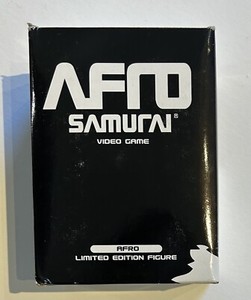 AFRO
SAMURAI®
VIDEO GAME
AFRO
LIMITED EDITION FIGURE